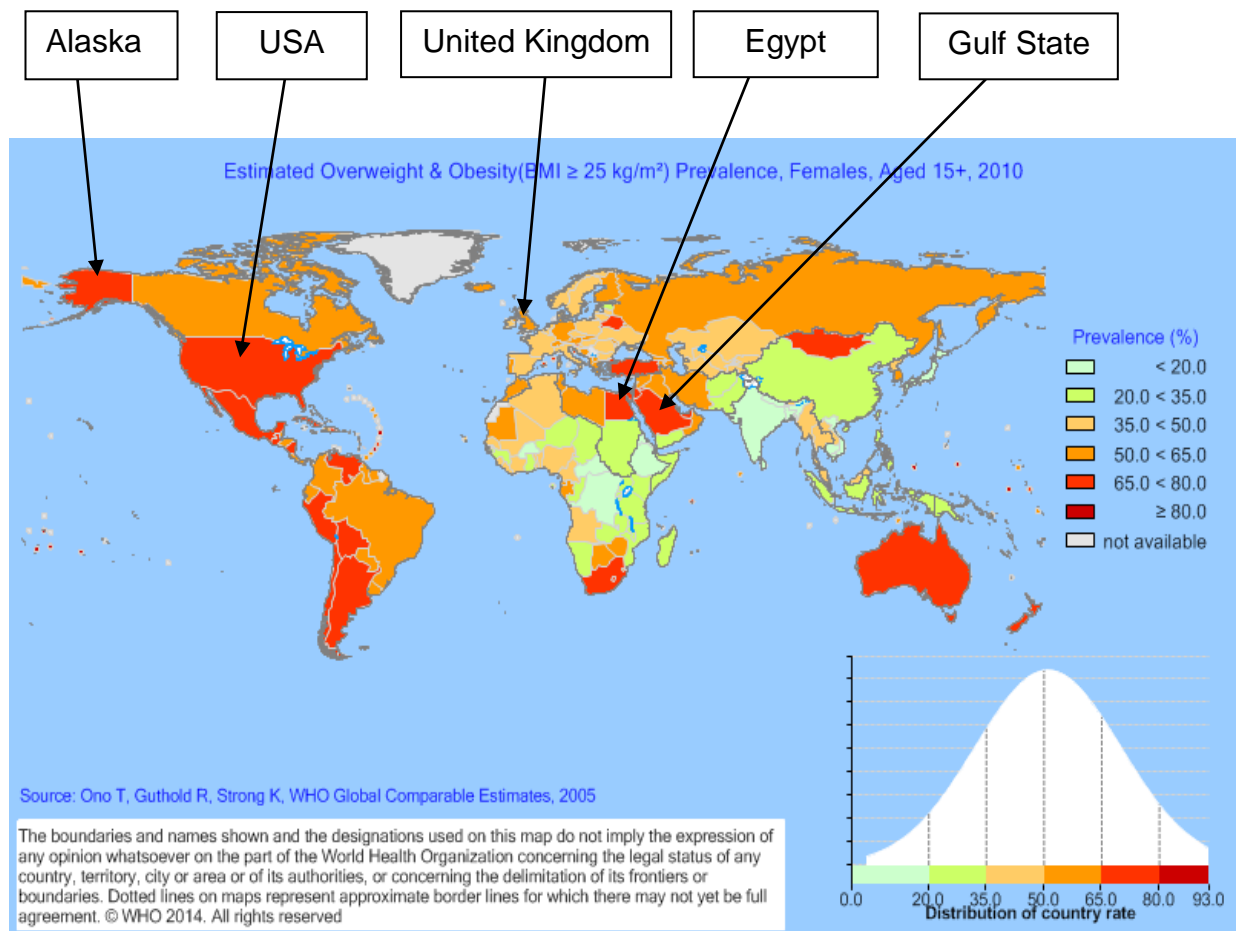 Alaska
USA
United Kingdom
Egypt
Gulf State
Estimated Overweight & Obesity(BMI ≥ 25 kg/m²) Prevalence, Females, Aged 15+, 2010
Prevalence (%)
< 20.0
20.0 < 35.0
35.0 < 50.0
50.0 < 65.0
65.0 < 80.0
≥ 80.0
not available
0.0 20.0 35.0 50.0 65.0 80.0 93.0
Distribution of country rate
Source: Ono T, Guthold R, Strong K, WHO Global Comparable Estimates, 2005
The boundaries and names shown and the designations used on this map do not imply the expression of
any opinion whatsoever on the part of the World Health Organization concerning the legal status of any
country, territory, city or area or of its authorities, or concerning the delimitation of its frontiers or
boundaries. Dotted lines on maps represent approximate border lines for which there may not yet be full
agreement. © WHO 2014. All rights reserved